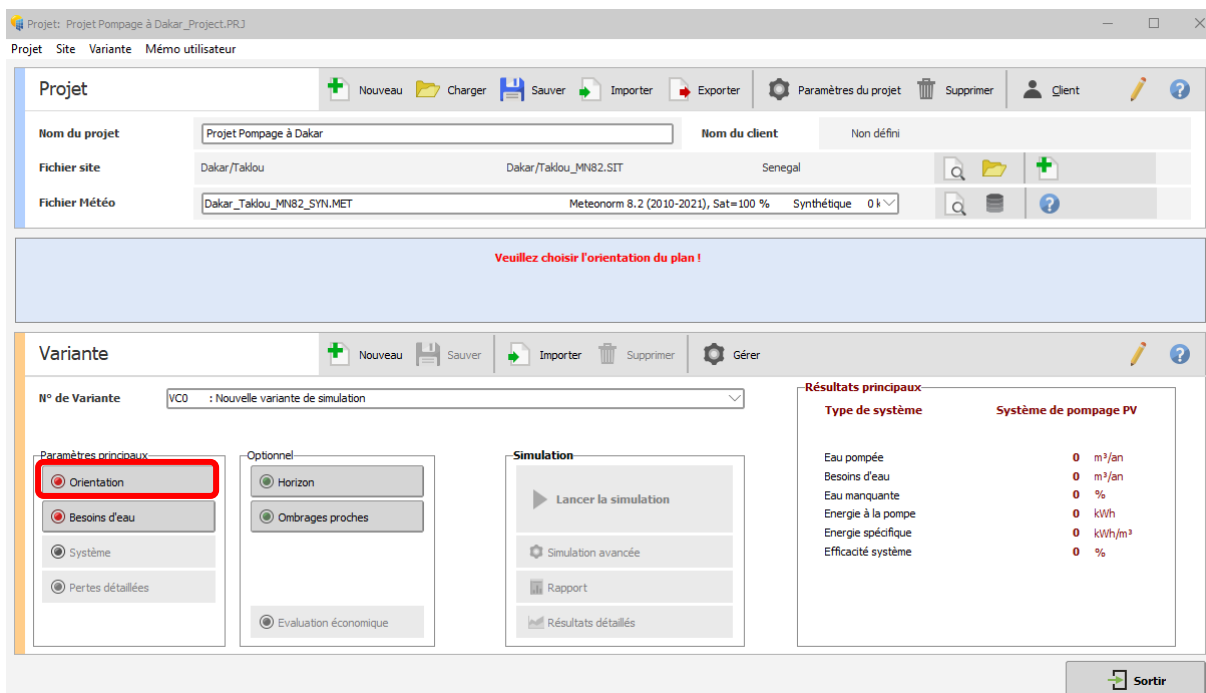 Projet: Projet Pompage à Dakar_Project.PRJ
Projet Site Variante Mémo utilisateur
Projet Nouveau Charger Sauver Importer Exporter Paramètres du projet Supprimer Client
Nom du projet Projet Pompage à Dakar Nom du client Non défini
Fichier site Dakar/Taklou Dakar/Taklou_MN82.SIT Senegal
Fichier Météo Dakar_Taklou_MN82_SYN.MET Meteonorm 8.2 (2010-2021), Sat=100 % Synthétique 0 k
Veuillez choisir l'orientation du plan !
Variante Nouveau Sauver Importer Supprimer Gérer
N° de Variante VC0 : Nouvelle variante de simulation
Résultats principaux
Type de système Système de pompage PV
Paramètres principaux Optionnel Simulation
Eau pompée 0 m³/an
Orientation Horizon Lancer la simulation
Besoins d'eau 0 m³/an
Eau manquante 0 %
Besoins d'eau Ombrages proches
Energie à la pompe 0 kWh
Energie spécifique 0 kWh/m³
Système Simulation avancée
Efficacité système 0 %
Pertes détaillées Rapport
Evaluation économique Résultats détaillés
Sortir